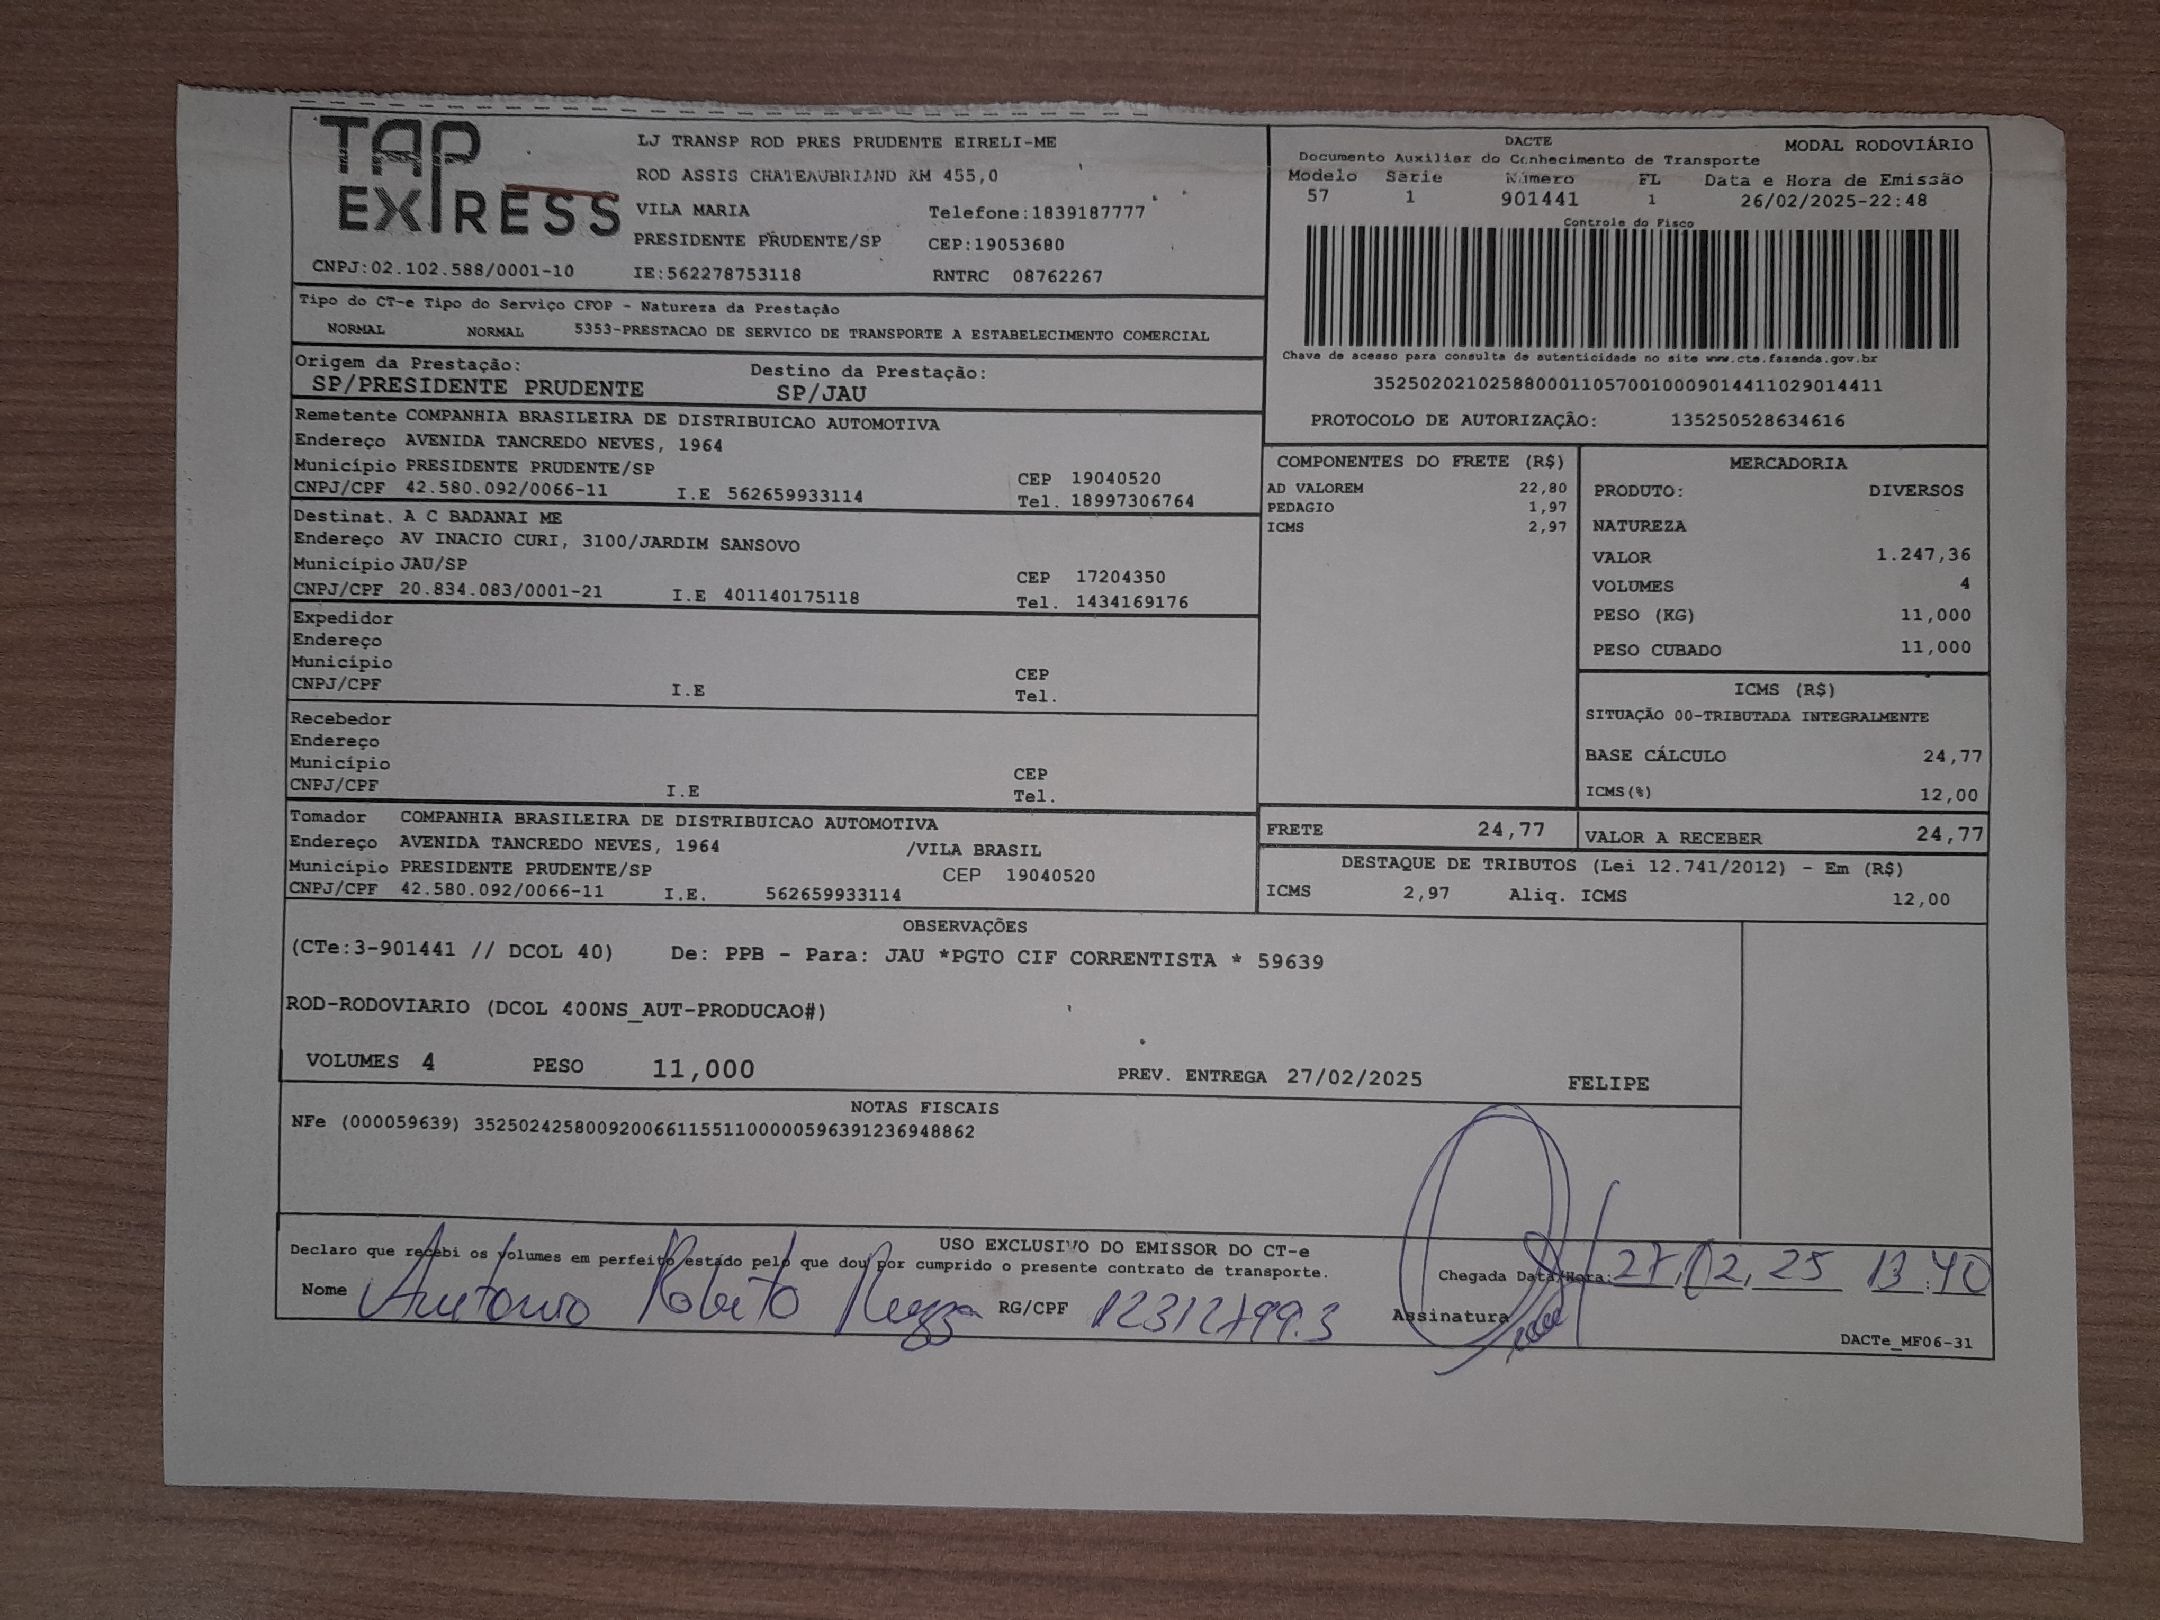 TAP
EXPRESS
LJ TRANSP ROD PRES PRUDENTE EIRELI-ME
ROD ASSIS CHATEAUBRIAND KM 455,0
VILA MARIA Telefone:1839187777
PRESIDENTE PRUDENTE/SP CEP:19053680
CNPJ:02.102.588/0001-10 IE:562278753118 RNTRC 08762267
DACTE MODAL RODOVIÁRIO
Documento Auxiliar do Conhecimento de Transporte
Modelo Serie Número FL Data e Hora de Emissão
57 1 901441 1 26/02/2025-22:48
Controle do Fisco
Chave de acesso para consulta de autenticidade no site www.cte.fazenda.gov.br
35250202102588000110570010009014411029014411
PROTOCOLO DE AUTORIZAÇÃO: 135250528634616
Tipo do CT-e Tipo do Serviço CFOP - Natureza da Prestação
NORMAL NORMAL 5353-PRESTACAO DE SERVICO DE TRANSPORTE A ESTABELECIMENTO COMERCIAL
Origem da Prestação: Destino da Prestação:
SP/PRESIDENTE PRUDENTE SP/JAU
Remetente COMPANHIA BRASILEIRA DE DISTRIBUICAO AUTOMOTIVA
Endereço AVENIDA TANCREDO NEVES, 1964
Município PRESIDENTE PRUDENTE/SP CEP 19040520
CNPJ/CPF 42.580.092/0066-11 I.E 562659933114 Tel. 18997306764
Destinat. A C BADANAI ME
Endereço AV INACIO CURI, 3100/JARDIM SANSOVO
Município JAU/SP CEP 17204350
CNPJ/CPF 20.834.083/0001-21 I.E 401140175118 Tel. 1434169176
Expedidor
Endereço
Município CEP
CNPJ/CPF I.E Tel.
Recebedor
Endereço
Município CEP
CNPJ/CPF I.E Tel.
Tomador COMPANHIA BRASILEIRA DE DISTRIBUICAO AUTOMOTIVA
Endereço AVENIDA TANCREDO NEVES, 1964 /VILA BRASIL
Município PRESIDENTE PRUDENTE/SP CEP 19040520
CNPJ/CPF 42.580.092/0066-11 I.E. 562659933114
COMPONENTES DO FRETE (R$)
AD VALOREM 22,80
PEDAGIO 1,97
ICMS 2,97
MERCADORIA
PRODUTO: DIVERSOS
NATUREZA
VALOR 1.247,36
VOLUMES 4
PESO (KG) 11,000
PESO CUBADO 11,000
ICMS (R$)
SITUAÇÃO 00-TRIBUTADA INTEGRALMENTE
BASE CÁLCULO 24,77
ICMS(%) 12,00
FRETE 24,77 VALOR A RECEBER 24,77
DESTAQUE DE TRIBUTOS (Lei 12.741/2012) - Em (R$)
ICMS 2,97 Aliq. ICMS 12,00
OBSERVAÇÕES
(CTe:3-901441 // DCOL 40) De: PPB - Para: JAU *PGTO CIF CORRENTISTA * 59639
ROD-RODOVIARIO (DCOL 400NS_AUT-PRODUCAO#)
VOLUMES 4 PESO 11,000 PREV. ENTREGA 27/02/2025 FELIPE
NOTAS FISCAIS
NFe (000059639) 35250242580092006611551100000596391236948862
USO EXCLUSIVO DO EMISSOR DO CT-e
Declaro que recebi os volumes em perfeito estado pelo que dou por cumprido o presente contrato de transporte.
Chegada Data/Hora: 27,02,25 13:40
Nome Antonio Roberto RG/CPF Assinatura
DACTe_MF06-31